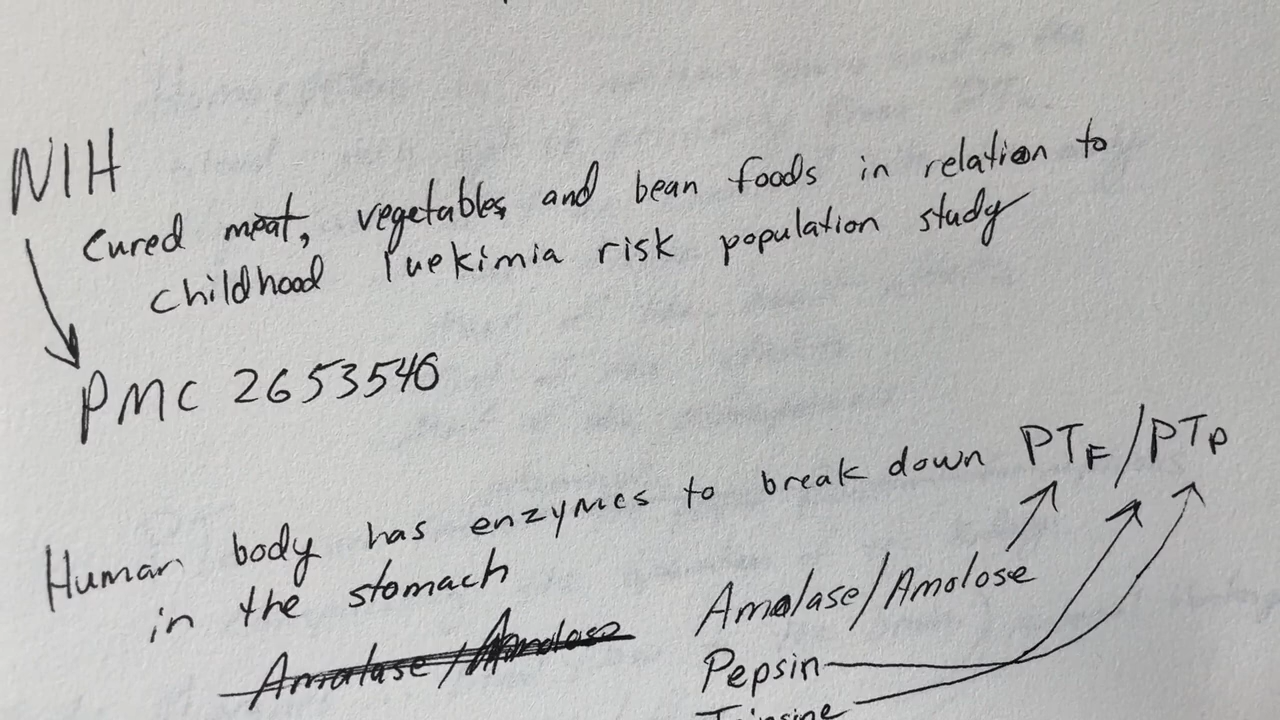 NIH
Cured meat, vegetables, and bean foods in relation to
childhood luekimia risk population study
PMC 2653540
Human body has enzymes to break down PTF/PTP
in the stomach
Amalase/Amolose
Amalase/Amolose
Pepsin